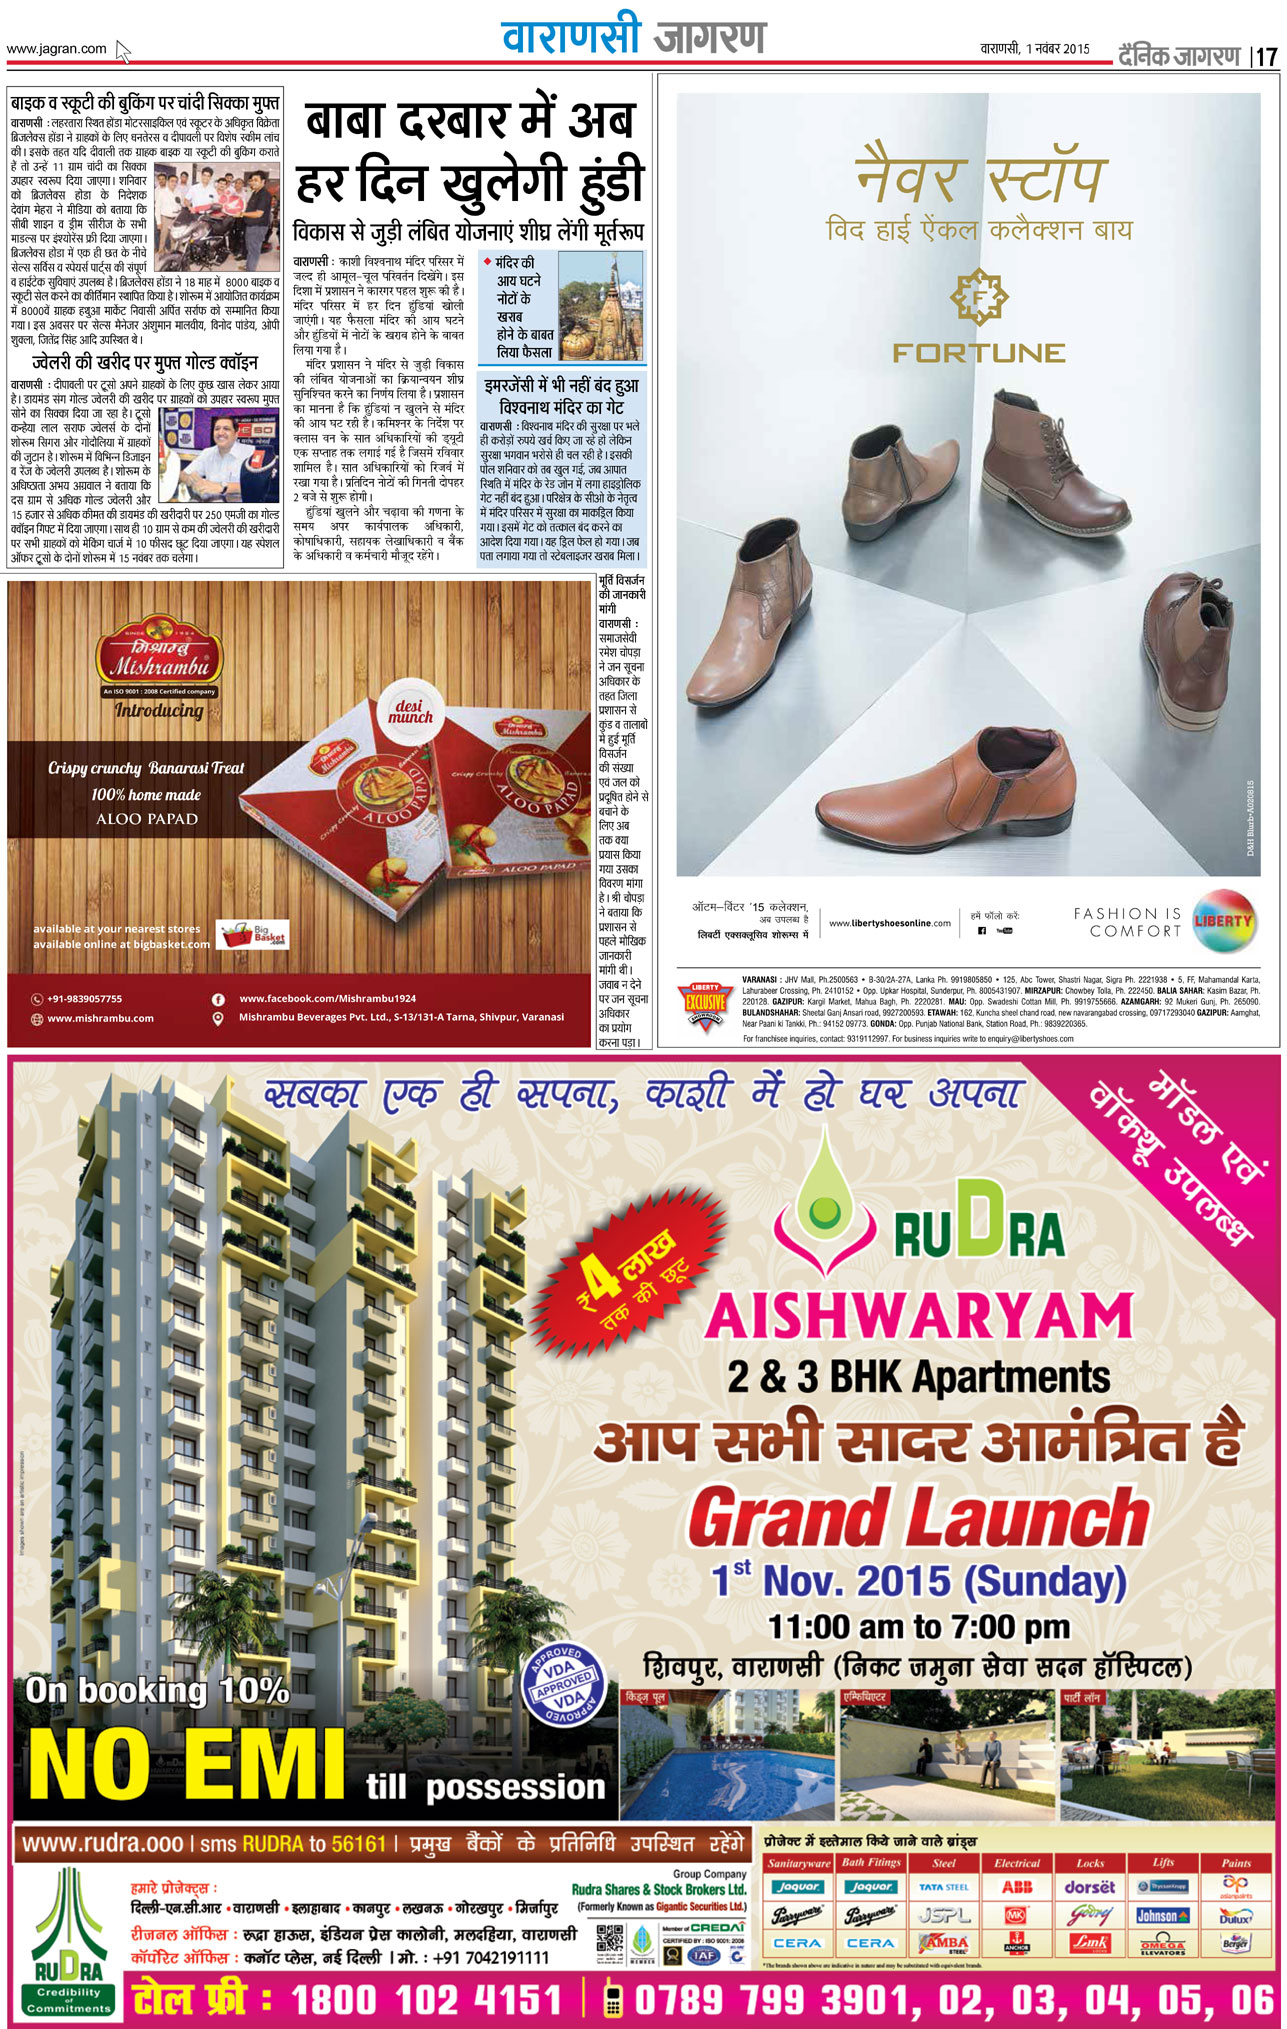 www.jagran.com
वाराणसी जागरण
वाराणसी, 1 नवंबर 2015
दैनिक जागरण
17
बाइक व स्कूटी की बुकिंग पर चांदी सिक्का मुफ्त
वाराणसी : लहरतारा स्थित होंडा मोटरसाइकिल एवं स्कूटर के अधिकृत विक्रेता
ब्रिजलेक्स होंडा ने ग्राहकों के लिए धनतेरस व दीपावली पर विशेष स्कीम लांच
की। इसके तहत यदि दीवाली तक ग्राहक बाइक या स्कूटी की बुकिंग कराते
हैं तो उन्हें 11 ग्राम चांदी का सिक्का
उपहार स्वरूप दिया जाएगा। शनिवार
को ब्रिजलेक्स होंडा के निदेशक
देवांग मेहरा ने मीडिया को बताया कि
सीबी शाइन व ड्रीम सीरीज के सभी
माडल्स पर इंश्योरेंस फ्री दिया जाएगा।
ब्रिजलेक्स होंडा में एक ही छत के नीचे
सेल्स सर्विस व स्पेयर्स पार्ट्स की संपूर्ण
व हाईटेक सुविधाएं उपलब्ध है। ब्रिजलेक्स होंडा ने 18 माह में 8000 बाइक व
स्कूटी सेल करने का कीर्तिमान स्थापित किया है। शोरूम में आयोजित कार्यक्रम
में 8000वें ग्राहक हथुआ मार्केट निवासी अर्पित सर्राफ को सम्मानित किया
गया। इस अवसर पर सेल्स मैनेजर अंशुमान मालवीय, विनोद पांडेय, ओपी
शुक्ला, जितेंद्र सिंह आदि उपस्थित थे।
ज्वेलरी की खरीद पर मुफ्त गोल्ड क्वॉइन
वाराणसी : दीपावली पर टूसो अपने ग्राहकों के लिए कुछ खास लेकर आया
है। डायमंड संग गोल्ड ज्वेलरी की खरीद पर ग्राहकों को उपहार स्वरूप मुफ्त
सोने का सिक्का दिया जा रहा है। टूसो
कन्हेया लाल सराफ ज्वेलर्स के दोनों
शोरूम सिगरा ओर गोदोलिया में ग्राहकों
की जुटान है। शोरूम में विभिन्न डिजाइन
व रेंज के ज्वेलरी उपलब्ध है। शोरूम के
अधिष्ठाता अभय अग्रवाल ने बताया कि
दस ग्राम से अधिक गोल्ड ज्वेलरी और
15 हजार से अधिक कीमत की डायमंड की खरीदारी पर 250 एमजी का गोल्ड
क्वॉइन गिफ्ट में दिया जाएगा। साथ ही 10 ग्राम से कम की ज्वेलरी की खरीदारी
पर सभी ग्राहकों को मेकिंग चार्ज में 10 फीसद छूट दिया जाएगा। यह स्पेशल
ऑफर टूसो के दोनों शोरूम में 15 नवंबर तक चलेगा।
बाबा दरबार में अब
हर दिन खुलेगी हुंडी
विकास से जुड़ी लंबित योजनाएं शीघ्र लेंगी मूर्तरूप
वाराणसी : काशी विश्वनाथ मंदिर परिसर में
जल्द ही आमूल-चूल परिवर्तन दिखेंगे। इस
दिशा में प्रशासन ने कारगर पहल शुरू की है।
मंदिर परिसर में हर दिन हुंडियां खोली
जाएंगी। यह फैसला मंदिर की आय घटने
और हुंडियों में नोटों के खराब होने के बाबत
लिया गया है।
मंदिर प्रशासन ने मंदिर से जुड़ी विकास
की लंबित योजनाओं का क्रियान्वयन शीघ्र
सुनिश्चित करने का निर्णय लिया है। प्रशासन
का मानना है कि हुंडियां न खुलने से मंदिर
की आय घट रही है। कमिश्नर के निर्देश पर
क्लास वन के सात अधिकारियों की ड्यूटी
एक सप्ताह तक लगाई गई है जिसमें रविवार
शामिल है। सात अधिकारियों को रिजर्व में
रखा गया है। प्रतिदिन नोटों की गिनती दोपहर
2 बजे से शुरू होगी।
हुंडियां खुलने और चढ़ावा की गणना के
समय अपर कार्यपालक अधिकारी,
कोषाधिकारी, सहायक लेखाधिकारी व बैंक
के अधिकारी व कर्मचारी मौजूद रहेंगे।
मंदिर की
आय घटने
नोटों के
खराब
होने के बाबत
लिया फैसला
इमरजेंसी में भी नहीं बंद हुआ
विश्वनाथ मंदिर का गेट
वाराणसी : विश्वनाथ मंदिर की सुरक्षा पर भले
ही करोड़ों रुपये खर्च किए जा रहे हो लेकिन
सुरक्षा भगवान भरोसे ही चल रही है। इसकी
पोल शनिवार को तब खुल गई, जब आपात
स्थिति में मंदिर के रेड जोन में लगा हाइड्रोलिक
गेट नहीं बंद हुआ। परिक्षेत्र के सीओ के नेतृत्व
में मंदिर परिसर में सुरक्षा का माकड्रिल किया
गया। इसमें गेट को तत्काल बंद करने का
आदेश दिया गया। यह ड्रिल फेल हो गया। जब
पता लगाया गया तो स्टेबलाइजर खराब मिला।
मूर्ति विसर्जन
की जानकारी
मांगी
वाराणसी :
समाजसेवी
रमेश चोपड़ा
ने जन सूचना
अधिकार के
तहत जिला
प्रशासन से
कुंड व तालाबों
में हुई मूर्ति
विसर्जन
की संख्या
एवं जल को
प्रदूषित होने से
बचाने के
लिए अब
तक क्या
प्रयास किया
गया उसका
विवरण मांगा
है। श्री चोपड़ा
ने बताया कि
प्रशासन से
पहले मौखिक
जानकारी
मांगी थी।
जवाब न देने
पर जन सूचना
अधिकार
का प्रयोग
करना पड़ा।
SINCE 1924
मिश्राम्बु
Mishrambu
An ISO 9001 : 2008 Certified company
Introducing
Crispy crunchy Banarasi Treat
100% home made
ALOO PAPAD
desi
munch
Mishrambu
Crispy Crunchy Banarasi
ALOO PAPAD
Mishrambu
Premium Quality
Crispy Crunchy Banarasi
ALOO PAPAD
ALOO PAPAD
available at your nearest stores
available online at bigbasket.com
Big
Basket
.com
+91-9839057755
www.facebook.com/Mishrambu1924
www.mishrambu.com
Mishrambu Beverages Pvt. Ltd., S-13/131-A Tarna, Shivpur, Varanasi
नैवर स्टॉप
विद हाई ऐंकल कलैक्शन बाय
F
FORTUNE
D&H Blurb•A020815
ऑटम-विंटर '15 कलेक्शन,
अब उपलब्ध है
लिबर्टी एक्सक्लूसिव शोरूम्स में
www.libertyshoesonline.com
हमें फॉलो करें:
FASHION IS
COMFORT
LIBERTY
LIBERTY
EXCLUSIVE
SHOWROOM
VARANASI : JHV Mall, Ph.2500563 • B-30/2A-27A, Lanka Ph. 9919805850 • 125, Abc Tower, Shastri Nagar, Sigra Ph. 2221938 • 5, FF, Mahamandal Karta,
Lahurabeer Crossing, Ph. 2410152 • Opp. Upkar Hospital, Sunderpur, Ph. 8005431907. MIRZAPUR: Chowbey Tolla, Ph. 222450. BALIA SAHAR: Kasim Bazar, Ph.
220128. GAZIPUR: Kargil Market, Mahua Bagh, Ph. 2220281. MAU: Opp. Swadeshi Cotton Mill, Ph. 9919755666. AZAMGARH: 92 Mukeri Gunj, Ph. 265090.
BULANDSHAHAR: Sheetal Ganj Ansari road, 9927200593. ETAWAH: 162, Kuncha sheel chand road, new navarangabad crossing, 09717293040 GAZIPUR: Aamghat,
Near Paani ki Tankki, Ph.: 94152 09773. GONDA: Opp. Punjab National Bank, Station Road, Ph.: 9839220365.
For franchisee inquiries, contact: 9319112997. For business inquiries write to enquiry@libertyshoes.com
सबका एक ही सपना, काशी में हो घर अपना
मॉडल एवं
वॉकथ्रू उपलब्ध
₹4 लाख
तक की छूट
RUDRA
AISHWARYAM
2 & 3 BHK Apartments
आप सभी सादर आमंत्रित है
Grand Launch
1st Nov. 2015 (Sunday)
11:00 am to 7:00 pm
शिवपुर, वाराणसी (निकट जमुना सेवा सदन हॉस्पिटल)
Images shown are an artistic impression
On booking 10%
NO EMI till possession
APPROVED
VDA
APPROVED
VDA
APPROVED
किड्ज़ पूल
एम्फिथिएटर
पार्टी लॉन
www.rudra.ooo | sms RUDRA to 56161 | प्रमुख बैंकों के प्रतिनिधि उपस्थित रहेंगे
RUDRA
Credibility
of
Commitments
हमारे प्रोजेक्ट्स :
दिल्ली-एन.सी.आर • वाराणसी • इलाहाबाद • कानपुर • लखनऊ • गोरखपुर • मिर्जापुर
रीजनल ऑफिस : रूद्रा हाऊस, इंडियन प्रेस कालोनी, मलदहिया, वाराणसी
कॉर्पोरेट ऑफिस : कनॉट प्लेस, नई दिल्ली | मो. : +91 7042191111
Group Company
Rudra Shares & Stock Brokers Ltd.
(Formerly Known as Gigantic Securities Ltd.)
MEMBER
Member of CREDAI
CERTIFIED BY : ISO 9001: 2008
IAF
प्रोजेक्ट में इस्तेमाल किये जाने वाले ब्रांड्स
Sanitaryware Bath Fitings Steel Electrical Locks Lifts Paints
Jaquar Jaquar TATA STEEL ABB dorsët ThyssenKrupp asianpaints
Parryware Parryware JSPL MK Godrej Johnson Dulux
CERA CERA KAMBA STEEL ANCHOR Link OMEGA ELEVATORS Berger
*The brands shown above are indicative in nature and may be substituted with equivalent brands.
टोल फ्री : 1800 102 4151 | 0789 799 3901, 02, 03, 04, 05, 06